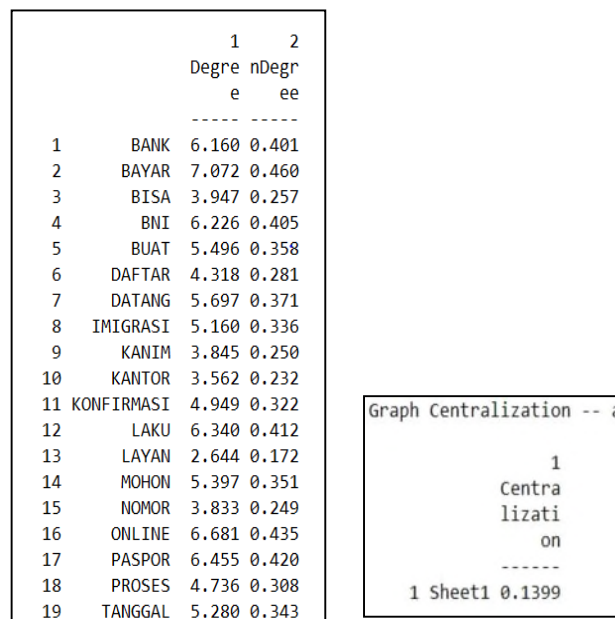 1 2
Degre nDegr
e ee
----- -----
1 BANK 6.160 0.401
2 BAYAR 7.072 0.460
3 BISA 3.947 0.257
4 BNI 6.226 0.405
5 BUAT 5.496 0.358
6 DAFTAR 4.318 0.281
7 DATANG 5.697 0.371
8 IMIGRASI 5.160 0.336
9 KANIM 3.845 0.250
10 KANTOR 3.562 0.232
11 KONFIRMASI 4.949 0.322
12 LAKU 6.340 0.412
13 LAYAN 2.644 0.172
14 MOHON 5.397 0.351
15 NOMOR 3.833 0.249
16 ONLINE 6.681 0.435
17 PASPOR 6.455 0.420
18 PROSES 4.736 0.308
19 TANGGAL 5.280 0.343
Graph Centralization -- a
1
Centra
lizati
on
------
1 Sheet1 0.1399